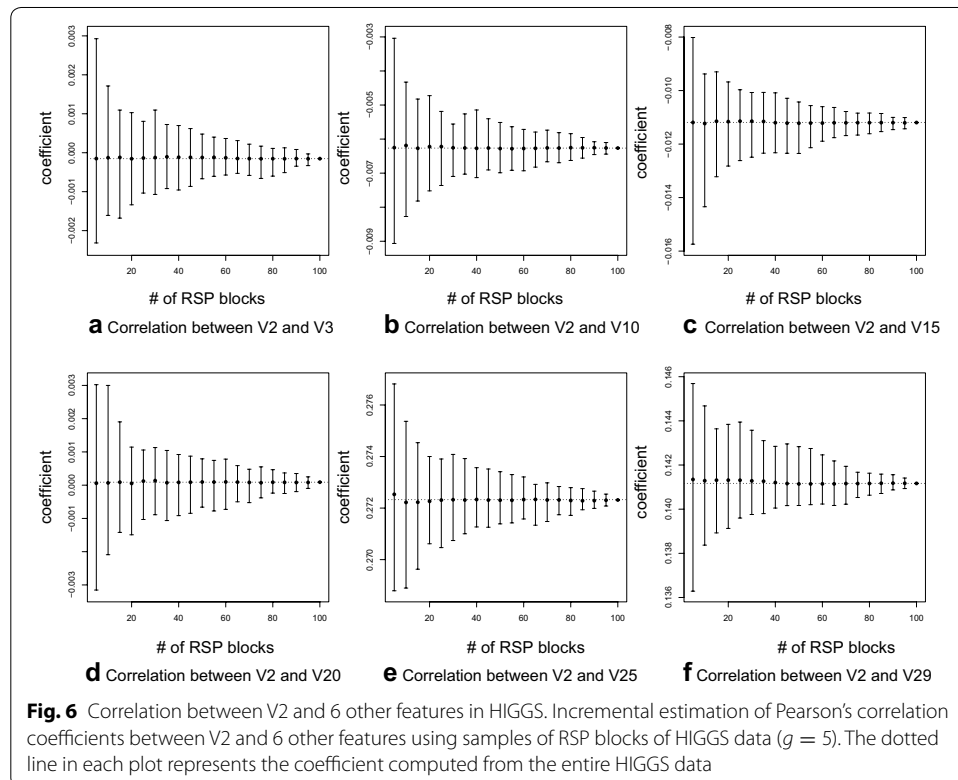 0.003
0.003
0.001
−0.000
−0.001
−0.002
coefficient
20
40
60
80
100
# of RSP blocks
a Correlation between V2 and V3
−0.003
−0.005
−0.007
−0.009
coefficient
20
40
60
80
100
# of RSP blocks
b Correlation between V2 and V10
−0.008
−0.010
−0.012
−0.014
−0.016
coefficient
20
40
60
80
100
# of RSP blocks
c Correlation between V2 and V15
0.003
0.001
0.000
−0.001
−0.003
coefficient
20
40
60
80
100
# of RSP blocks
d Correlation between V2 and V20
0.276
0.274
0.272
0.270
coefficient
20
40
60
80
100
# of RSP blocks
e Correlation between V2 and V25
0.146
0.144
0.142
0.140
0.138
0.136
coefficient
20
40
60
80
100
# of RSP blocks
f Correlation between V2 and V29
Fig. 6 Correlation between V2 and 6 other features in HIGGS. Incremental estimation of Pearson's correlation
coefficients between V2 and 6 other features using samples of RSP blocks of HIGGS data (g = 5). The dotted
line in each plot represents the coefficient computed from the entire HIGGS data